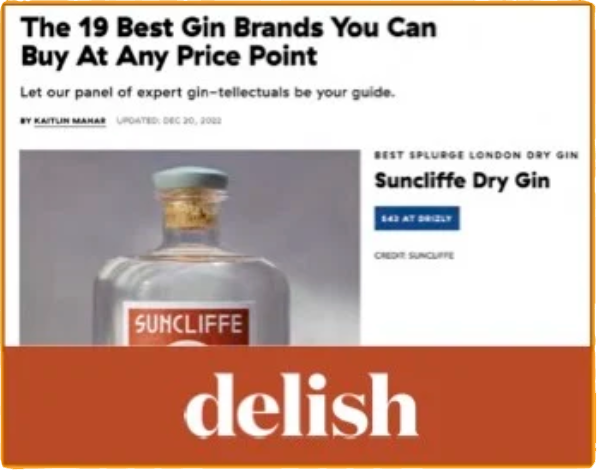 The 19 Best Gin Brands You Can
Buy At Any Price Point
Let our panel of expert gin-tellectuals be your guide.
BY KAITLIN MAHAR UPDATED: DEC 20, 2022
BEST SPLURGE LONDON DRY GIN
Suncliffe Dry Gin
$43 AT DRIZLY
CREDIT: SUNCLIFFE
SUNCLIFFE
delish